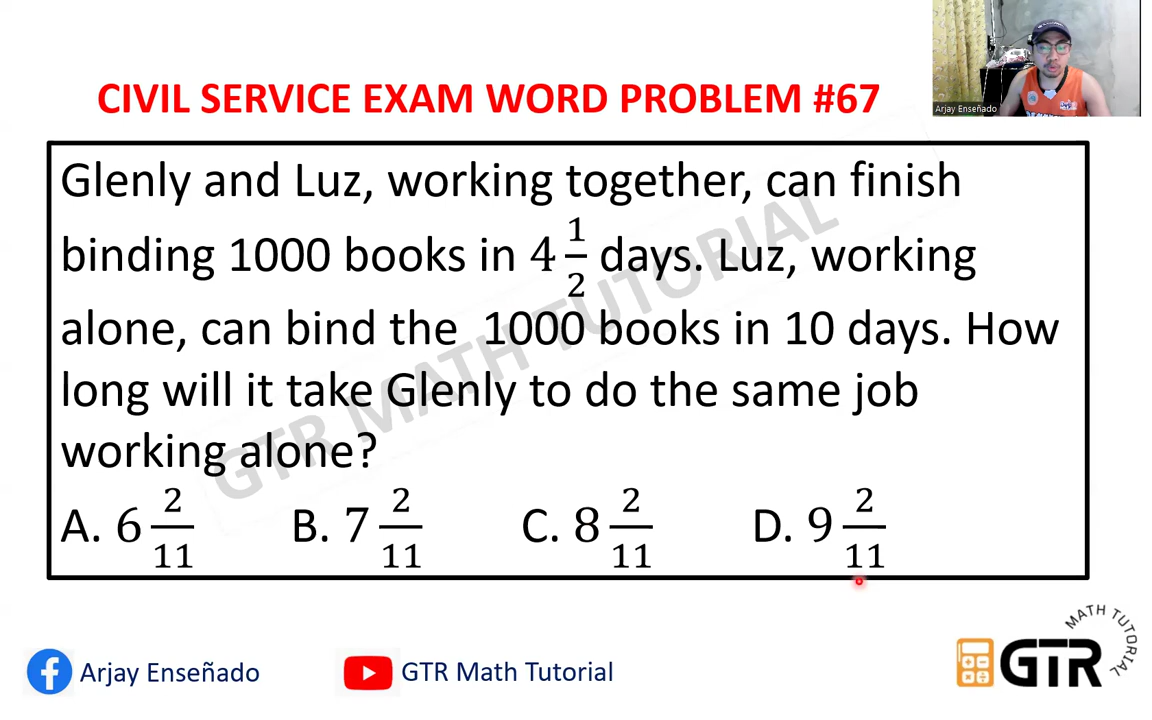 CIVIL SERVICE EXAM WORD PROBLEM #67
Arjay Enseñado
Glenly and Luz, working together, can finish
binding 1000 books in 4 1/2 days. Luz, working
alone, can bind the 1000 books in 10 days. How
long will it take Glenly to do the same job
working alone?
A. 6 2/11 B. 7 2/11 C. 8 2/11 D. 9 2/11
GTR MATH TUTORIAL
Arjay Enseñado
GTR Math Tutorial
MATH TUTORIAL
GTR